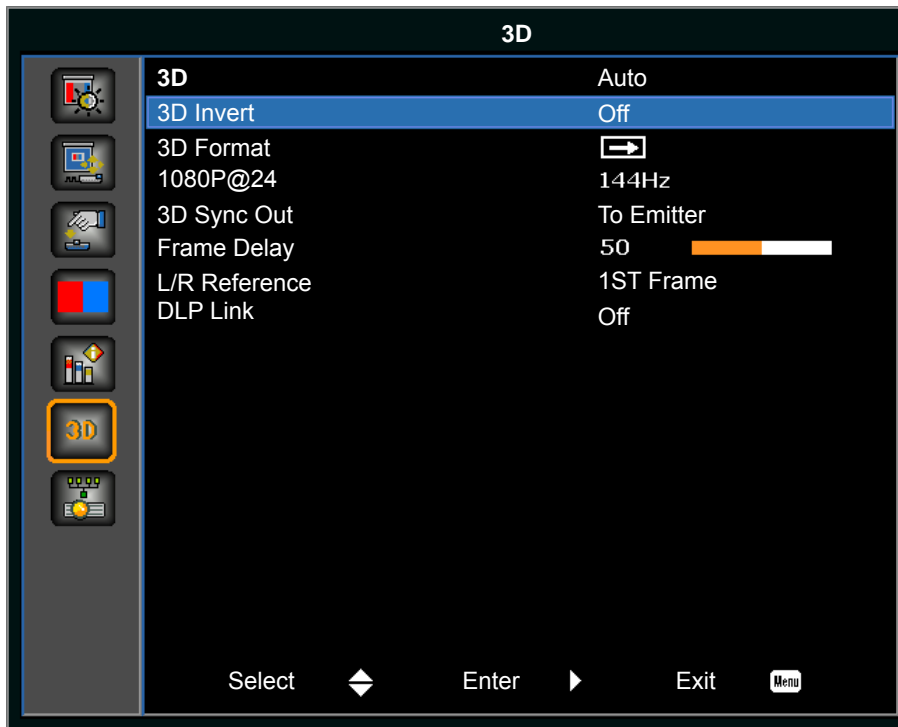 3D
3D Auto
3D Invert Off
3D Format
1080P@24 144Hz
3D Sync Out To Emitter
Frame Delay 50
L/R Reference 1ST Frame
DLP Link Off
3D
Select Enter Exit Menu